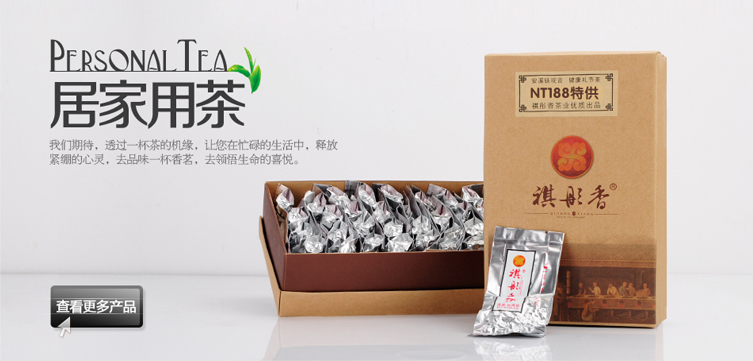 PERSONAL TEA
居家用茶
我们期待，透过一杯茶的机缘，让您在忙碌的生活中，释放
紧绷的心灵，去品味一杯香茗，去领悟生命的喜悦。
查看更多产品
安溪铁观音 健康礼节茶
NT188特供
祺彤香茶业优质出品
祺彤香®
祺彤香